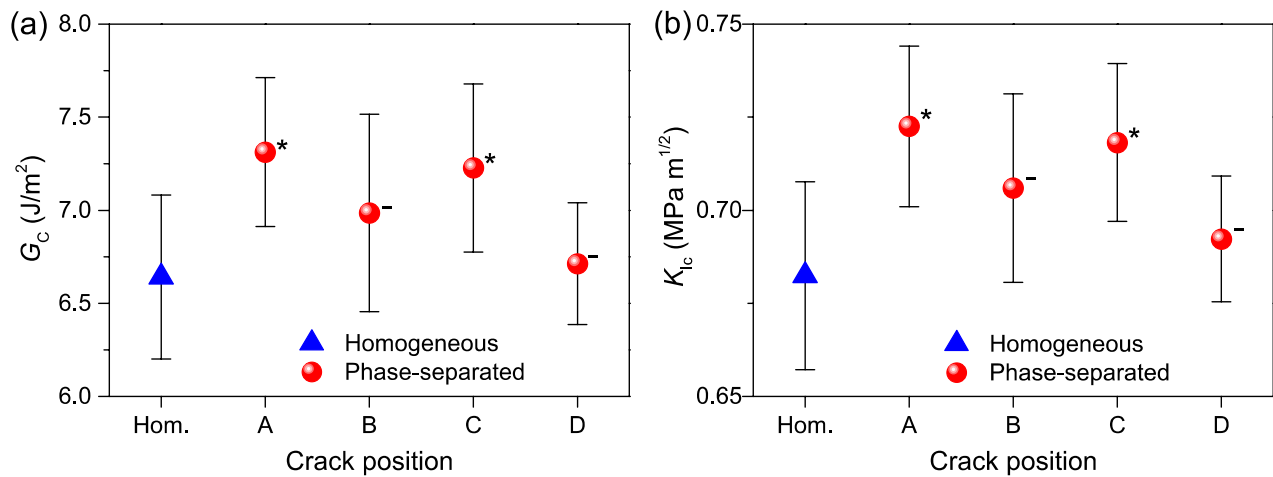 (a)
8.0
7.5
7.0
6.5
6.0
G_C (J/m²)
*
-
*
-
Homogeneous
Phase-separated
Hom. A B C D
Crack position
(b)
0.75
0.70
0.65
K_Ic (MPa m^1/2)
*
-
*
-
Homogeneous
Phase-separated
Hom. A B C D
Crack position